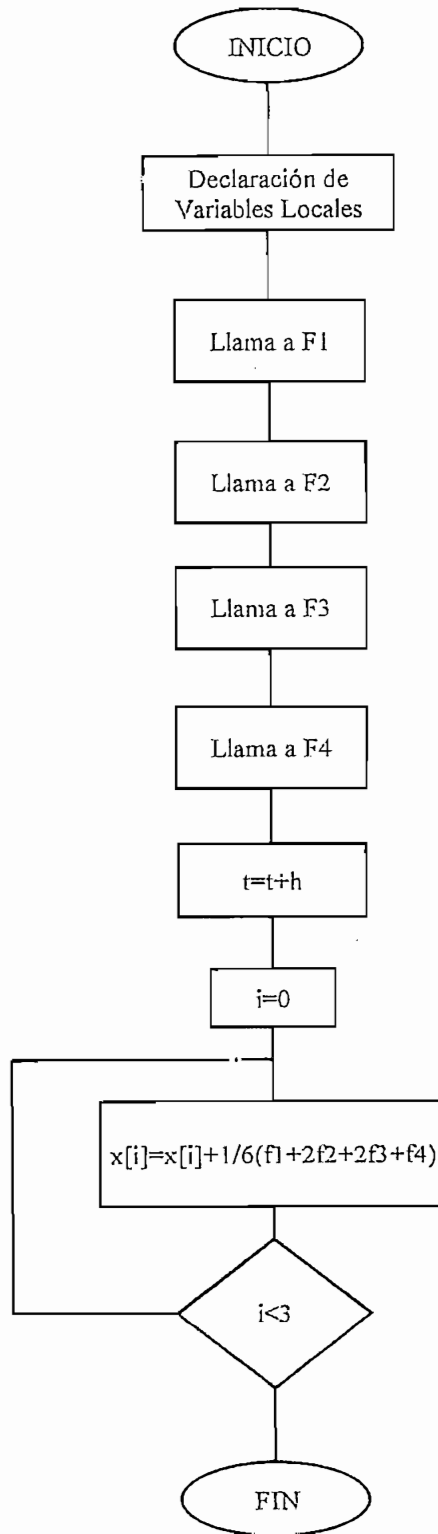 INICIO
Declaración de
Variables Locales
Llama a F1
Llama a F2
Llama a F3
Llama a F4
t=t+h
i=0
x[i]=x[i]+1/6(f1+2f2+2f3+f4)
i<3
FIN